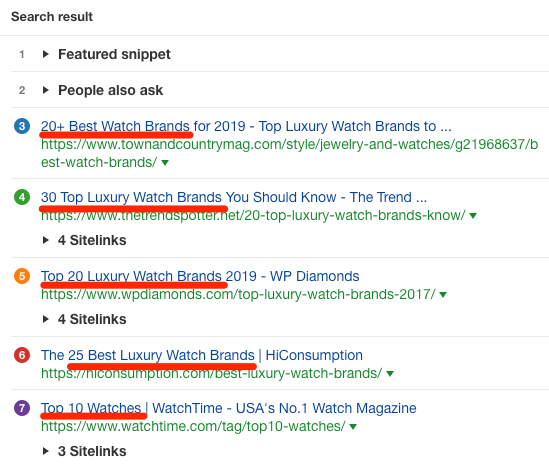 Search result
1 Featured snippet
2 People also ask
3 20+ Best Watch Brands for 2019 - Top Luxury Watch Brands to ...
https://www.townandcountrymag.com/style/jewelry-and-watches/g21968637/b
est-watch-brands/
4 30 Top Luxury Watch Brands You Should Know - The Trend ...
https://www.thetrendspotter.net/20-top-luxury-watch-brands-know/
4 Sitelinks
5 Top 20 Luxury Watch Brands 2019 - WP Diamonds
https://www.wpdiamonds.com/top-luxury-watch-brands-2017/
4 Sitelinks
6 The 25 Best Luxury Watch Brands | HiConsumption
https://hiconsumption.com/best-luxury-watch-brands/
7 Top 10 Watches | WatchTime - USA's No.1 Watch Magazine
https://www.watchtime.com/tag/top10-watches/
3 Sitelinks